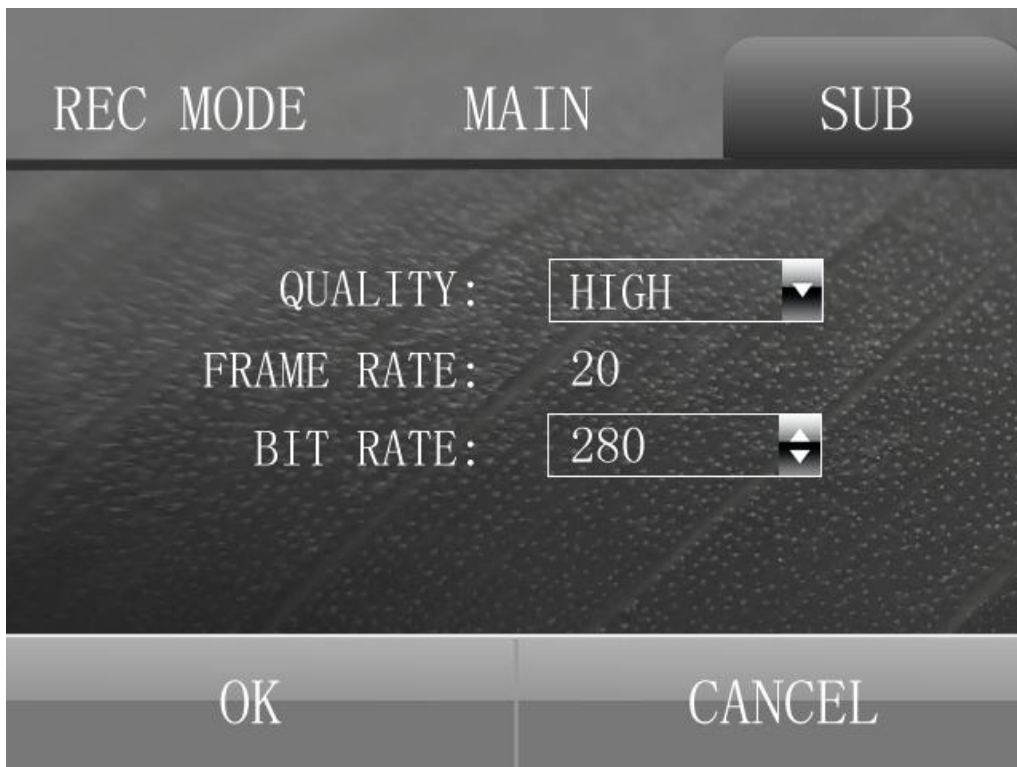 REC MODE MAIN SUB
QUALITY: HIGH
FRAME RATE: 20
BIT RATE: 280
OK CANCEL